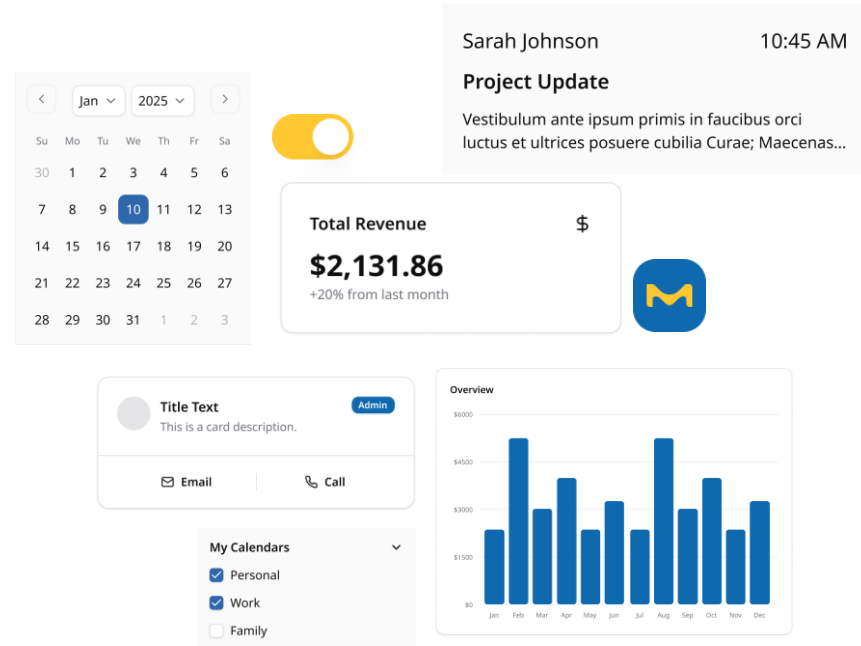 Sarah Johnson 10:45 AM
Project Update
Vestibulum ante ipsum primis in faucibus orci
luctus et ultrices posuere cubilia Curae; Maecenas...
Jan 2025
Su Mo Tu We Th Fr Sa
30 1 2 3 4 5 6
7 8 9 10 11 12 13
14 15 16 17 18 19 20
21 22 23 24 25 26 27
28 29 30 31 1 2 3
Total Revenue $
$2,131.86
+20% from last month
Title Text Admin
This is a card description.
Email Call
My Calendars
Personal
Work
Family
Overview
$6000
$4500
$3000
$1500
$0
Jan Feb Mar Apr May Jun Jul Aug Sep Oct Nov Dec